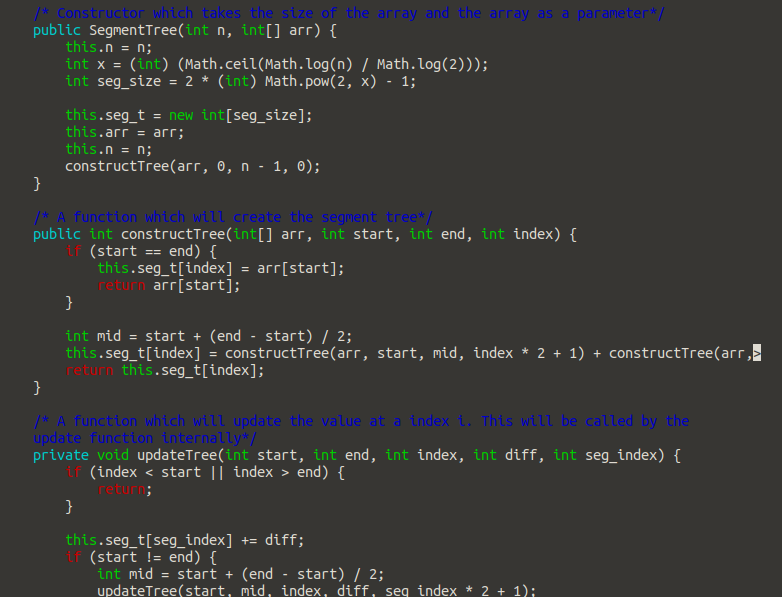 /* Constructor which takes the size of the array and the array as a parameter*/
public SegmentTree(int n, int[] arr) {
this.n = n;
int x = (int) (Math.ceil(Math.log(n) / Math.log(2)));
int seg_size = 2 * (int) Math.pow(2, x) - 1;
this.seg_t = new int[seg_size];
this.arr = arr;
this.n = n;
constructTree(arr, 0, n - 1, 0);
}
/* A function which will create the segment tree*/
public int constructTree(int[] arr, int start, int end, int index) {
if (start == end) {
this.seg_t[index] = arr[start];
return arr[start];
}
int mid = start + (end - start) / 2;
this.seg_t[index] = constructTree(arr, start, mid, index * 2 + 1) + constructTree(arr,>
return this.seg_t[index];
}
/* A function which will update the value at a index i. This will be called by the
update function internally*/
private void updateTree(int start, int end, int index, int diff, int seg_index) {
if (index < start || index > end) {
return;
}
this.seg_t[seg_index] += diff;
if (start != end) {
int mid = start + (end - start) / 2;
updateTree(start, mid, index, diff, seg_index * 2 + 1);